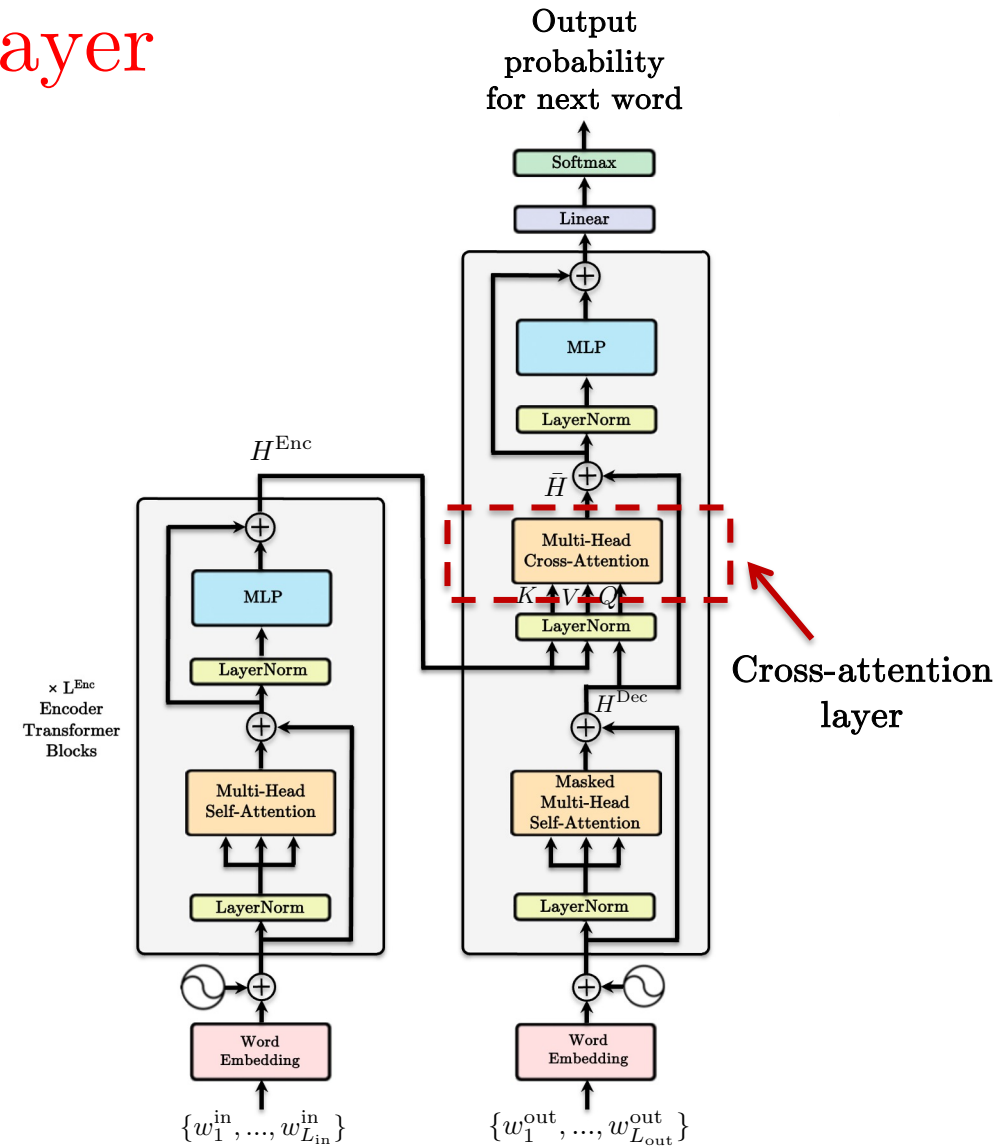 ayer
Output
probability
for next word
Softmax
Linear
MLP
LayerNorm
H̄
Multi-Head
Cross-Attention
K V Q
LayerNorm
H^Dec
Masked
Multi-Head
Self-Attention
LayerNorm
Word
Embedding
{w_1^out, ..., w_{L_out}^out}
Cross-attention
layer
H^Enc
MLP
LayerNorm
Multi-Head
Self-Attention
LayerNorm
Word
Embedding
{w_1^in, ..., w_{L_in}^in}
× L^Enc
Encoder
Transformer
Blocks